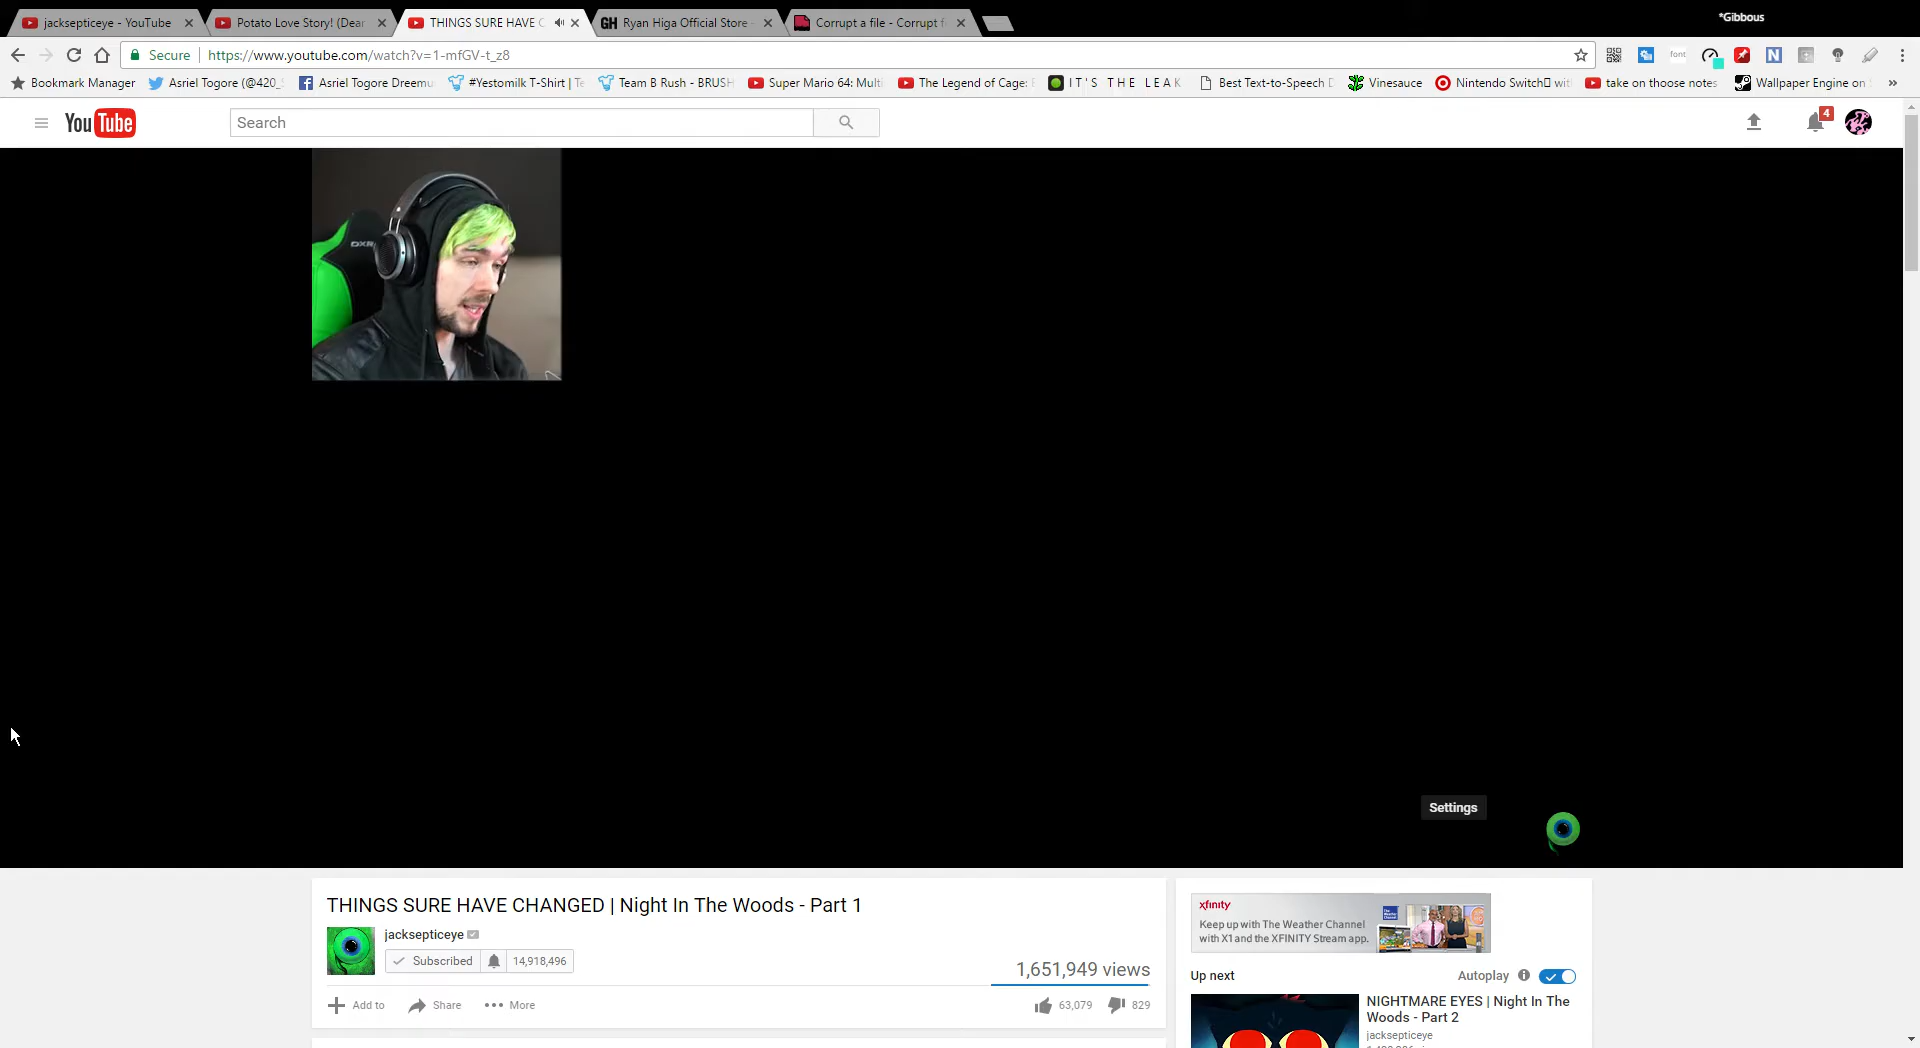 jacksepticeye - YouTube
Potato Love Story! (Dear
THINGS SURE HAVE C
GH Ryan Higa Official Store -
Corrupt a file - Corrupt f
*Gibbous
Secure
https://www.youtube.com/watch?v=1-mfGV-t_z8
font
N
Bookmark Manager
Asriel Togore (@420_
Asriel Togore Dreemu
#Yestomilk T-Shirt | Te
Team B Rush - BRUSH
Super Mario 64: Multi
The Legend of Cage:
I T ' S T H E L E A K
Best Text-to-Speech D
Vinesauce
Nintendo Switch wit
take on thoose notes
Wallpaper Engine on
»
YouTube
Search
4
DXR
Settings
THINGS SURE HAVE CHANGED | Night In The Woods - Part 1
jacksepticeye
Subscribed
14,918,496
1,651,949 views
Add to
Share
More
63,079
829
xfinity
Keep up with The Weather Channel
with X1 and the XFINITY Stream app.
Up next
Autoplay
NIGHTMARE EYES | Night In The
Woods - Part 2
jacksepticeye